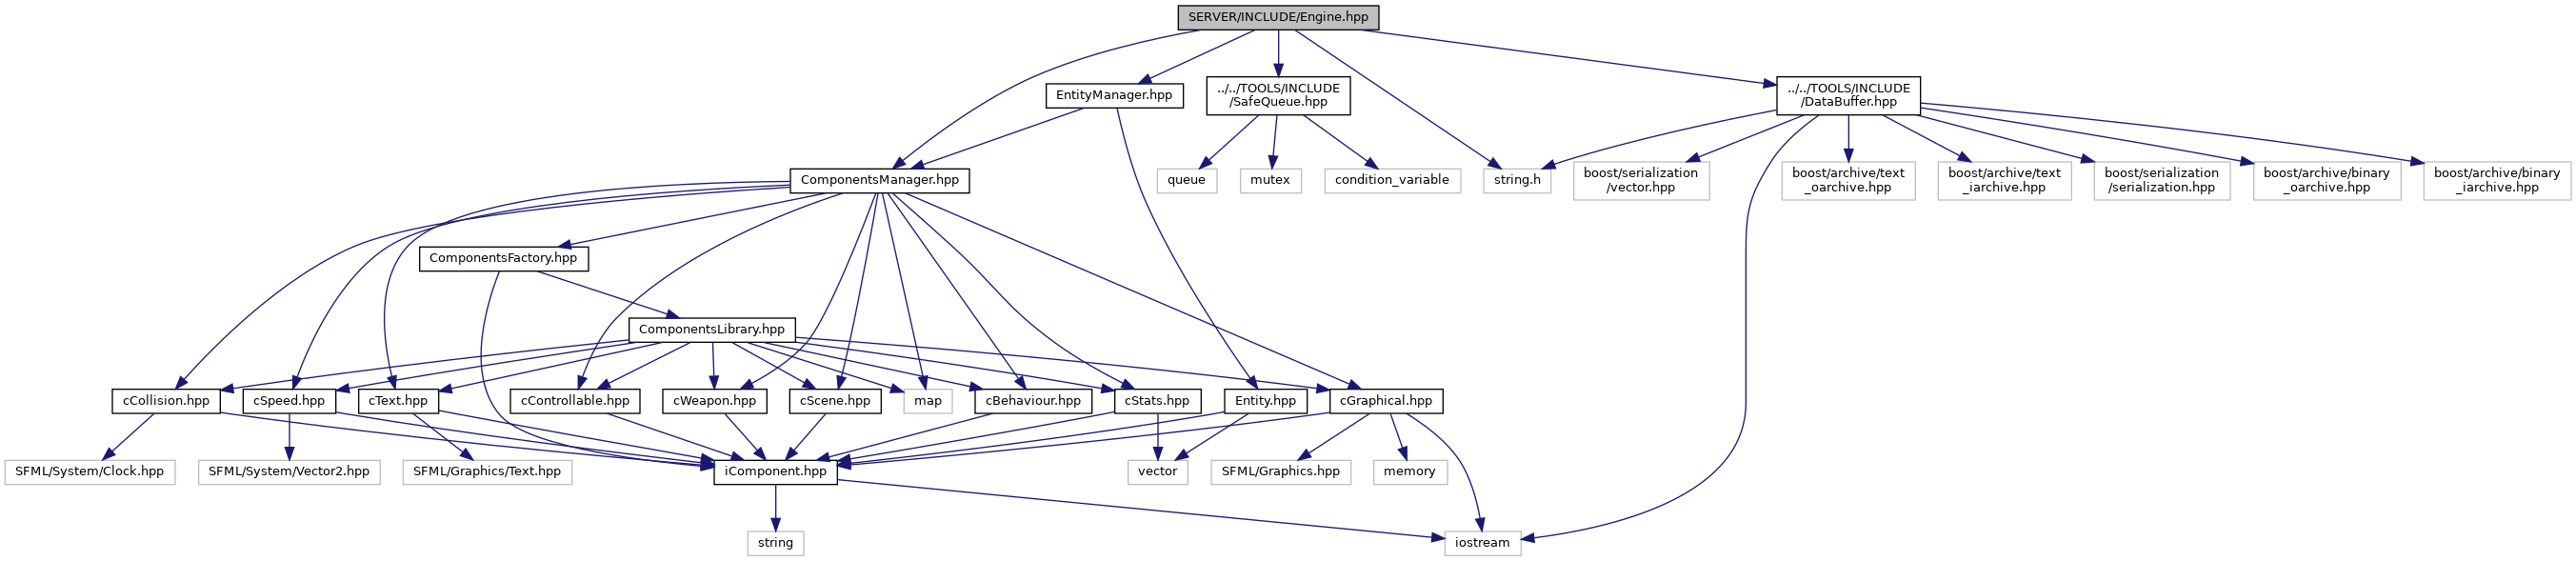 SERVER/INCLUDE/Engine.hpp
EntityManager.hpp
../../TOOLS/INCLUDE
/SafeQueue.hpp
../../TOOLS/INCLUDE
/DataBuffer.hpp
ComponentsManager.hpp
queue
mutex
condition_variable
string.h
boost/serialization
/vector.hpp
boost/archive/text
_oarchive.hpp
boost/archive/text
_iarchive.hpp
boost/serialization
/serialization.hpp
boost/archive/binary
_oarchive.hpp
boost/archive/binary
_iarchive.hpp
ComponentsFactory.hpp
ComponentsLibrary.hpp
cCollision.hpp
cSpeed.hpp
cText.hpp
cControllable.hpp
cWeapon.hpp
cScene.hpp
map
cBehaviour.hpp
cStats.hpp
Entity.hpp
cGraphical.hpp
SFML/System/Clock.hpp
SFML/System/Vector2.hpp
SFML/Graphics/Text.hpp
iComponent.hpp
vector
SFML/Graphics.hpp
memory
string
iostream